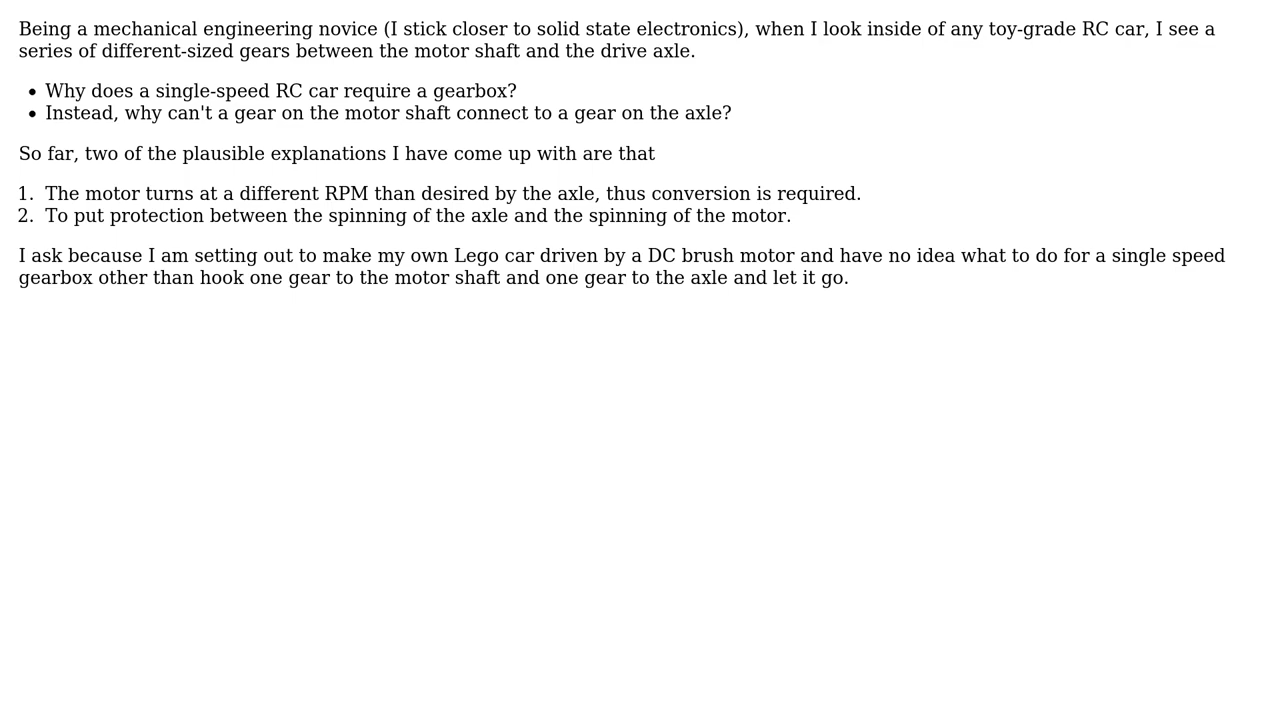 Being a mechanical engineering novice (I stick closer to solid state electronics), when I look inside of any toy-grade RC car, I see a
series of different-sized gears between the motor shaft and the drive axle.
• Why does a single-speed RC car require a gearbox?
• Instead, why can't a gear on the motor shaft connect to a gear on the axle?
So far, two of the plausible explanations I have come up with are that
1. The motor turns at a different RPM than desired by the axle, thus conversion is required.
2. To put protection between the spinning of the axle and the spinning of the motor.
I ask because I am setting out to make my own Lego car driven by a DC brush motor and have no idea what to do for a single speed
gearbox other than hook one gear to the motor shaft and one gear to the axle and let it go.